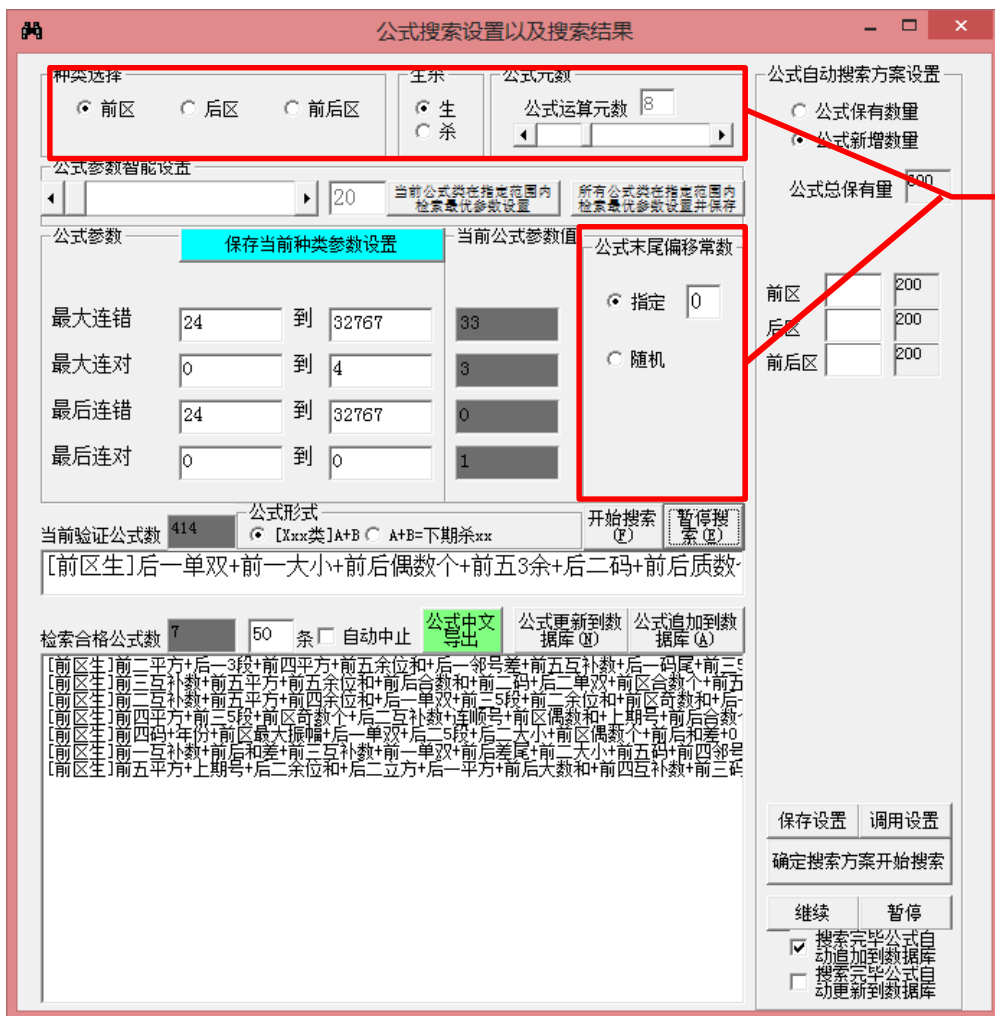 公式搜索设置以及搜索结果
种类选择
前区 后区 前后区
生杀
生
杀
公式元数
公式运算元数 8
公式参数智能设置
20
当前公式类在指定范围内
检索最优参数设置
所有公式类在指定范围内
检索最优参数设置并保存
公式参数
保存当前种类参数设置
当前公式参数值
最大连错 24 到 32767 33
最大连对 0 到 4 3
最后连错 24 到 32767 0
最后连对 0 到 0 1
公式末尾偏移常数
指定 0
随机
当前验证公式数 414
公式形式
[Xxx类]A+B A+B=下期杀xx
开始搜索
(F)
暂停搜
索(E)
[前区生]后一单双+前一大小+前后偶数个+前五3余+后二码+前后质数
检索合格公式数 7 50 条 自动中止
公式中文
导出
公式更新到数
据库(N)
公式追加到数
据库(A)
[前区生]前二平方+后一3段+前四平方+前五余位和+后一邻号差+前五互补数+后一码尾+前三5
[前区生]前三互补数+前五平方+前五余位和+前后合数和+前二码+后二单双+前区合数个+前五
[前区生]前二互补数+前五平方+前四余位和+后一单双+前三5段+前二余位和+前区奇数和+后
[前区生]前四平方+前三5段+前区奇数个+后二互补数+连顺号+前区偶数和+上期号+前后合数
[前区生]前四码+年份+前区最大振幅+后一单双+后二5段+后二大小+前区偶数个+前后和差+0
[前区生]前一互补数+前后和差+前三互补数+前一单双+前后差尾+前二大小+前五码+前四邻号
[前区生]前五平方+上期号+后二余位和+后二立方+后一平方+前后大数和+前四互补数+前三码
公式自动搜索方案设置
公式保有数量
公式新增数量
公式总保有量 600
前区 200
后区 200
前后区 200
保存设置 调用设置
确定搜索方案开始搜索
继续 暂停
搜索完毕公式自
动追加到数据库
搜索完毕公式自
动更新到数据库